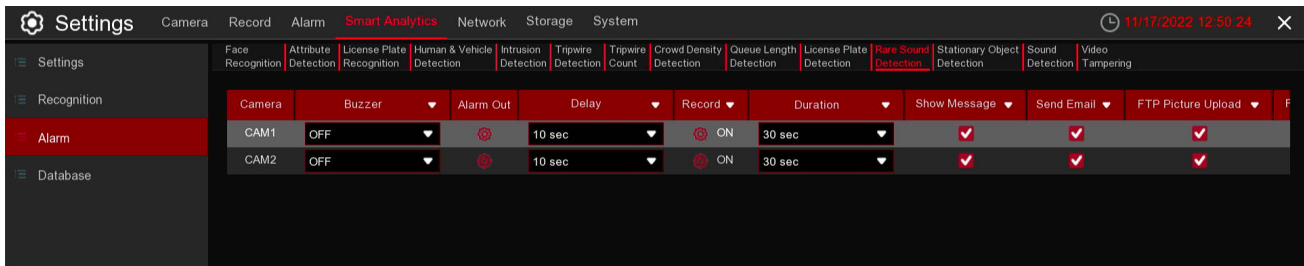 Settings Camera Record Alarm Smart Analytics Network Storage System 11/17/2022 12:50:24
Settings
Recognition
Alarm
Database
Face Recognition Attribute Detection License Plate Recognition Human & Vehicle Detection Intrusion Detection Tripwire Detection Tripwire Count Crowd Density Detection Queue Length Detection License Plate Detection Rare Sound Detection Stationary Object Detection Sound Detection Video Tampering
Camera Buzzer Alarm Out Delay Record Duration Show Message Send Email FTP Picture Upload F
CAM1 OFF 10 sec ON 30 sec
CAM2 OFF 10 sec ON 30 sec